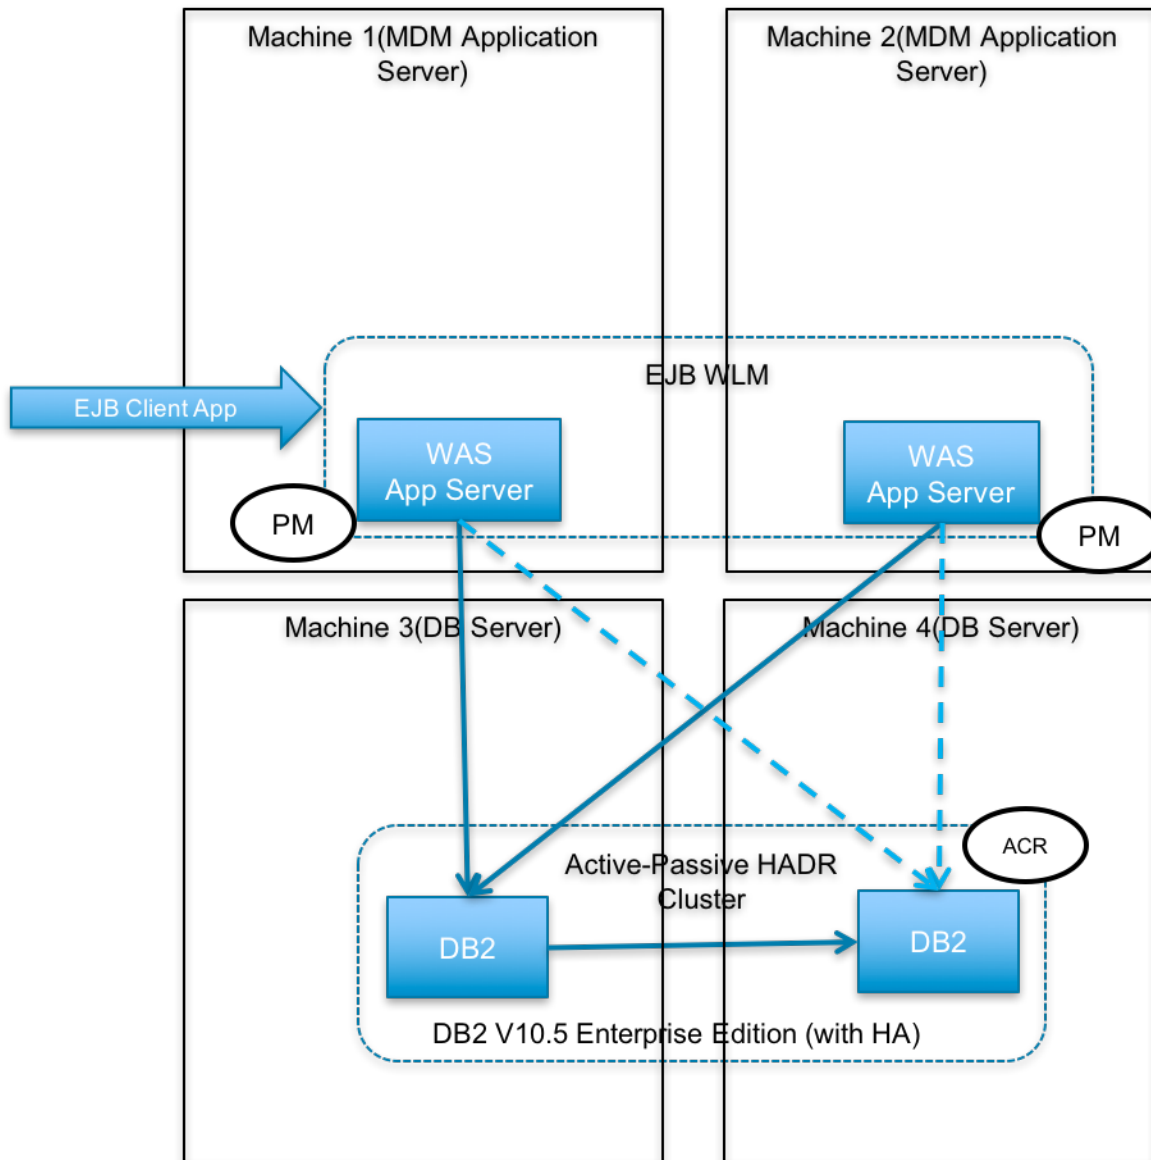 Machine 1(MDM Application
Server)
Machine 2(MDM Application
Server)
EJB WLM
EJB Client App
WAS
App Server
WAS
App Server
PM
PM
Machine 3(DB Server)
Machine 4(DB Server)
ACR
Active-Passive HADR
Cluster
DB2
DB2
DB2 V10.5 Enterprise Edition (with HA)